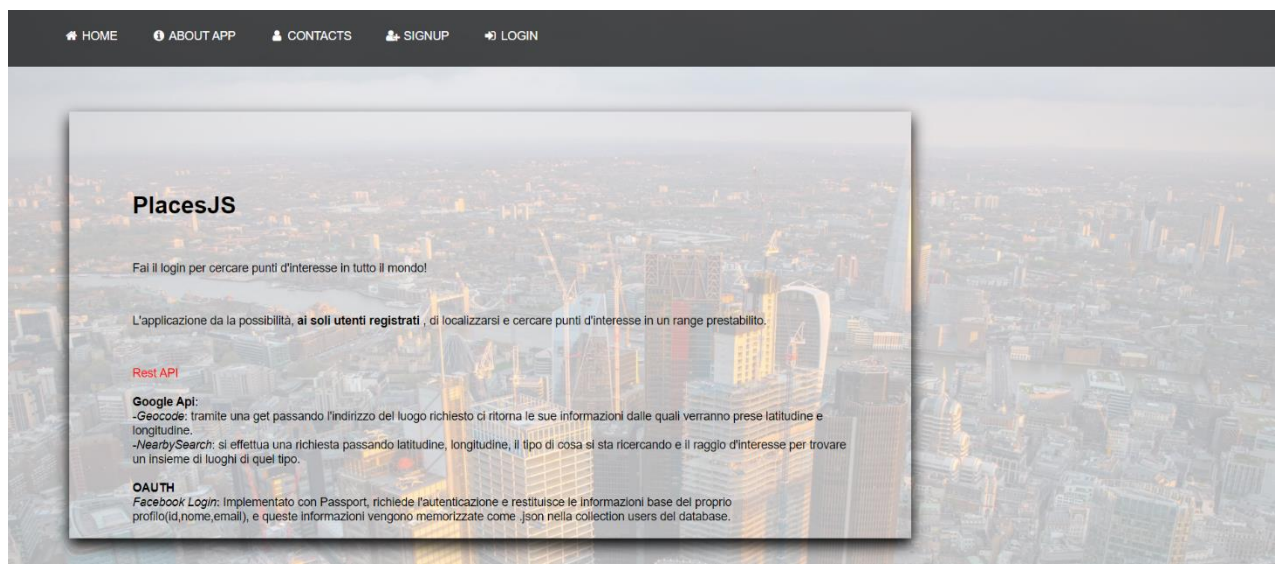 HOME ABOUT APP CONTACTS SIGNUP LOGIN
PlacesJS
Fai il login per cercare punti d'interesse in tutto il mondo!
L'applicazione da la possibilità, ai soli utenti registrati , di localizzarsi e cercare punti d'interesse in un range prestabilito.
Rest API
Google Api:
-Geocode: tramite una get passando l'indirizzo del luogo richiesto ci ritorna le sue informazioni dalle quali verranno prese latitudine e
longitudine.
-NearbySearch: si effettua una richiesta passando latitudine, longitudine, il tipo di cosa si sta ricercando e il raggio d'interesse per trovare
un insieme di luoghi di quel tipo.
OAUTH
Facebook Login: Implementato con Passport, richiede l'autenticazione e restituisce le informazioni base del proprio
profilo(id,nome,email), e queste informazioni vengono memorizzate come .json nella collection users del database.